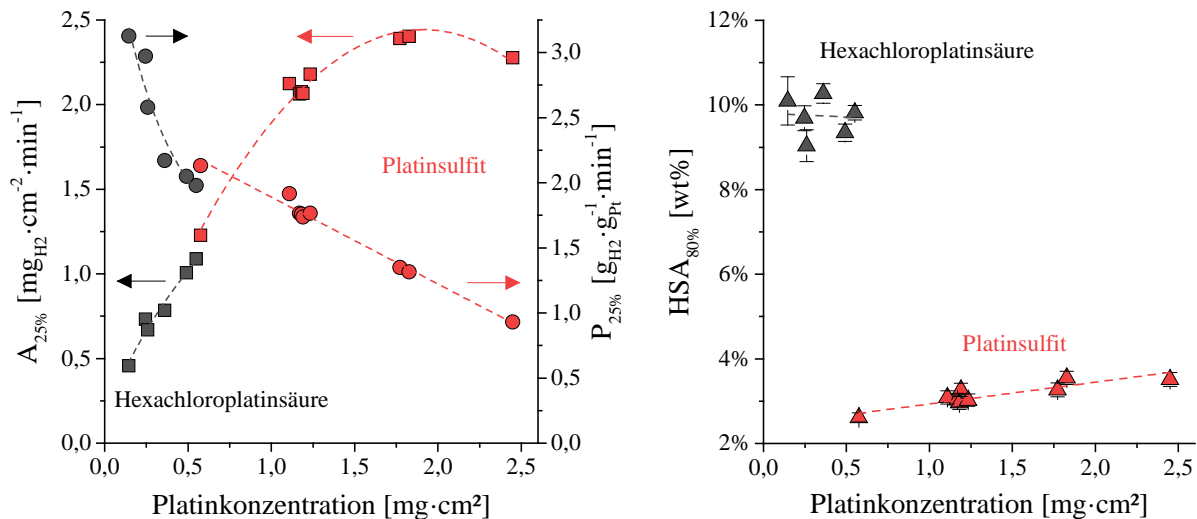 2,5
2,0
1,5
1,0
0,5
0,0
A25% [mgH2·cm-2·min-1]
0,0 0,5 1,0 1,5 2,0 2,5
Platinkonzentration [mg·cm²]
3,0
2,5
2,0
1,5
1,0
0,5
0,0
P25% [gH2·g-1Pt·min-1]
Platinsulfit
Hexachloroplatinsäure
12%
10%
8%
6%
4%
2%
HSA80% [wt%]
Hexachloroplatinsäure
Platinsulfit
0,0 0,5 1,0 1,5 2,0 2,5
Platinkonzentration [mg·cm²]